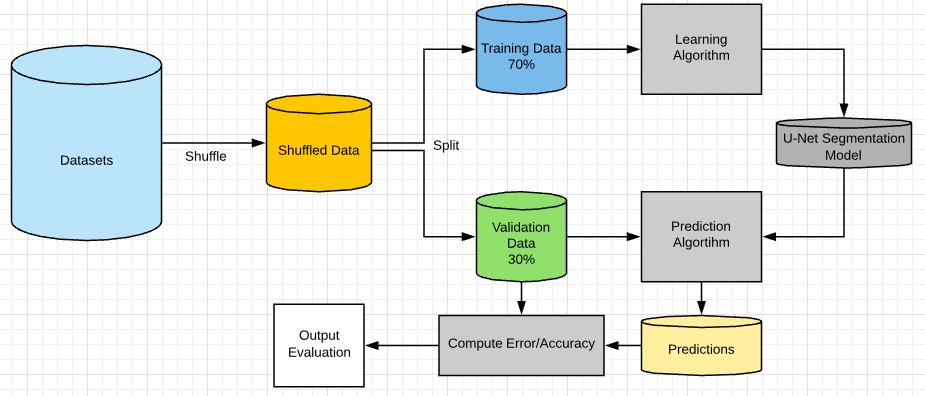 Training Data
70%
Learning
Algorithm
Datasets
Shuffle
Shuffled Data
Split
U-Net Segmentation
Model
Validation
Data
30%
Prediction
Algortihm
Output
Evaluation
Compute Error/Accuracy
Predictions